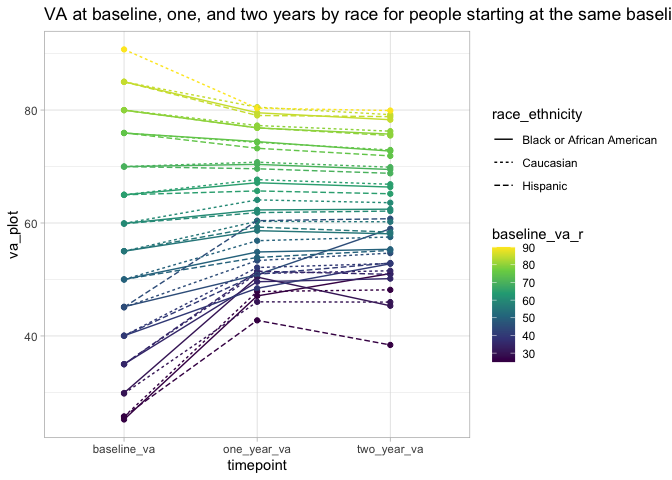 VA at baseline, one, and two years by race for people starting at the same baseli
va_plot
80
60
40
baseline_va
one_year_va
two_year_va
timepoint
race_ethnicity
Black or African American
Caucasian
Hispanic
baseline_va_r
90
80
70
60
50
40
30